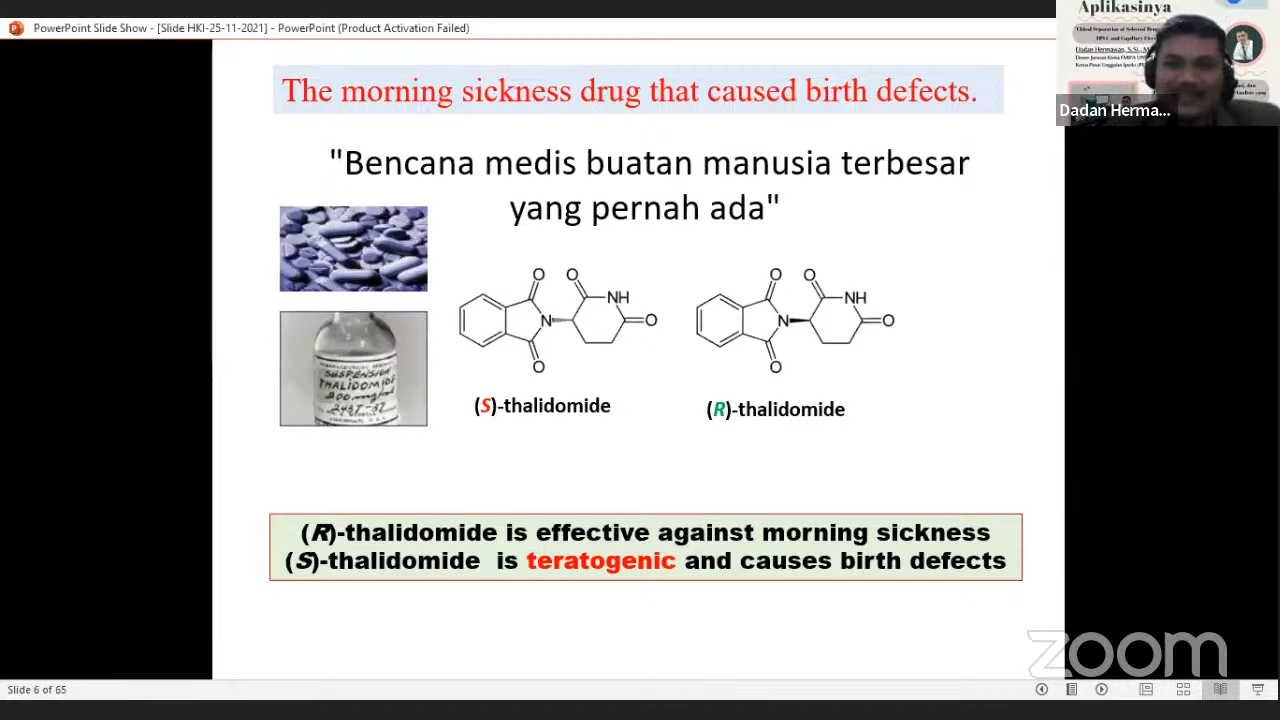 PowerPoint Slide Show - [Slide HKI-25-11-2021] - PowerPoint (Product Activation Failed)
Aplikasinya
Dadan Herma...
The morning sickness drug that caused birth defects.
"Bencana medis buatan manusia terbesar
yang pernah ada"
O O NH N O O
O O NH N O O
SUSPENSION
THALIDOMIDE
(S)-thalidomide
(R)-thalidomide
(R)-thalidomide is effective against morning sickness
(S)-thalidomide is teratogenic and causes birth defects
zoom
Slide 6 of 65